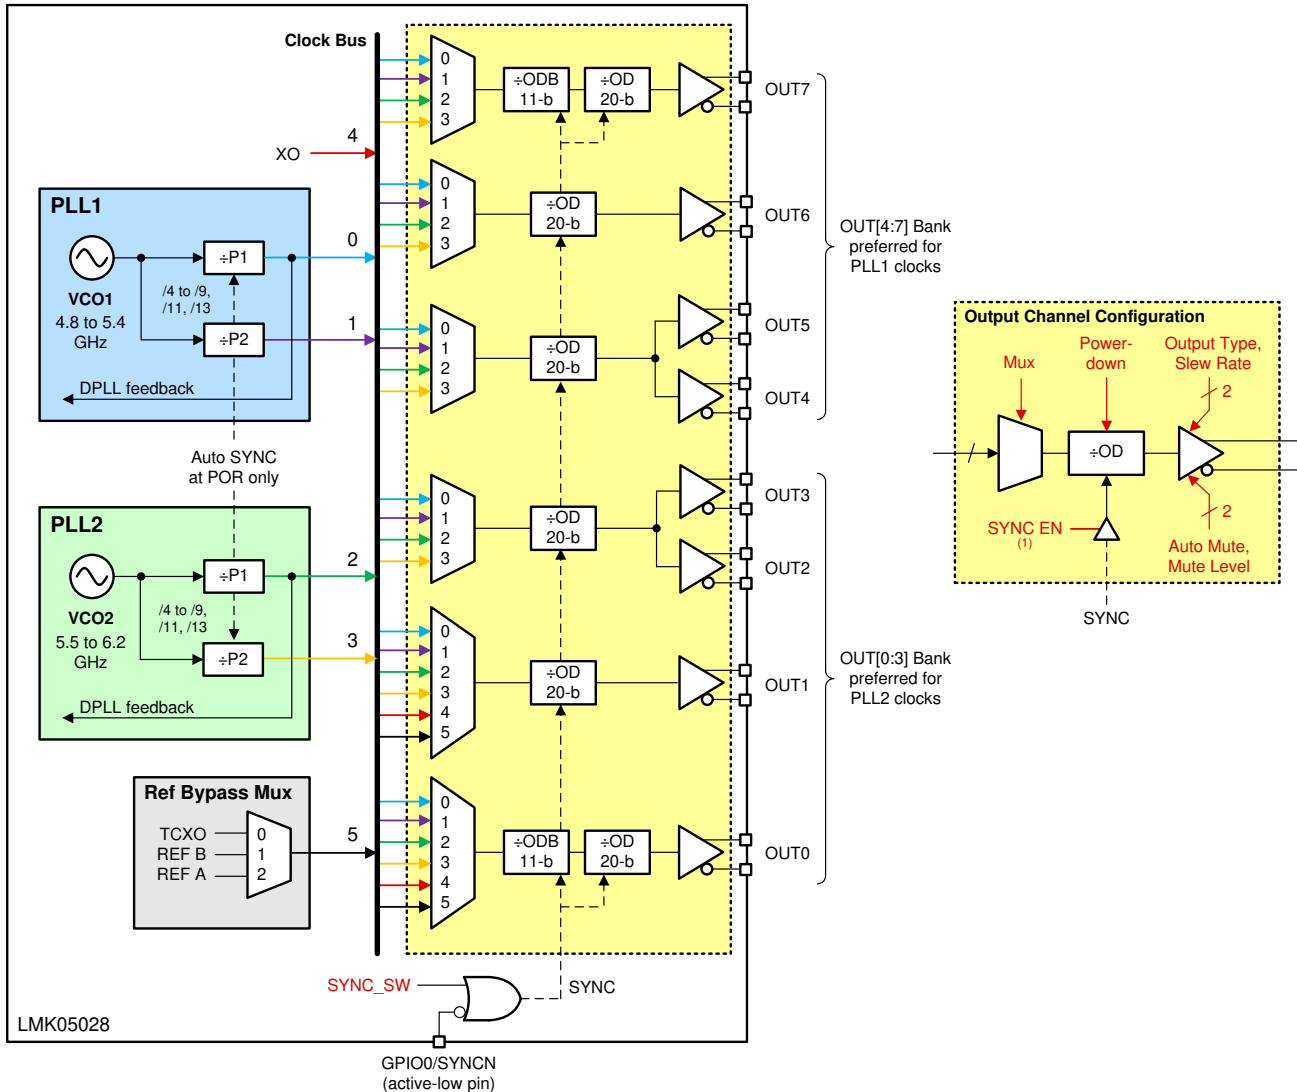 Clock Bus
0
1
2
3
÷ODB
11-b
÷OD
20-b
OUT7
4
XO
0
1
2
3
÷OD
20-b
OUT6
OUT[4:7] Bank
preferred for
PLL1 clocks
PLL1
VCO1
4.8 to 5.4
GHz
÷P1
/4 to /9,
/11, /13
÷P2
DPLL feedback
0
1
0
1
2
3
÷OD
20-b
OUT5
OUT4
Auto SYNC
at POR only
PLL2
VCO2
5.5 to 6.2
GHz
÷P1
/4 to /9,
/11, /13
÷P2
DPLL feedback
2
3
0
1
2
3
÷OD
20-b
OUT3
OUT2
0
1
2
3
4
5
÷OD
20-b
OUT1
OUT[0:3] Bank
preferred for
PLL2 clocks
Ref Bypass Mux
TCXO
REF B
REF A
0
1
2
5
0
1
2
3
4
5
÷ODB
11-b
÷OD
20-b
OUT0
SYNC_SW
SYNC
LMK05028
GPIO0/SYNCN
(active-low pin)
Output Channel Configuration
Mux
Power-
down
Output Type,
Slew Rate
2
÷OD
SYNC EN
(1)
2
Auto Mute,
Mute Level
SYNC